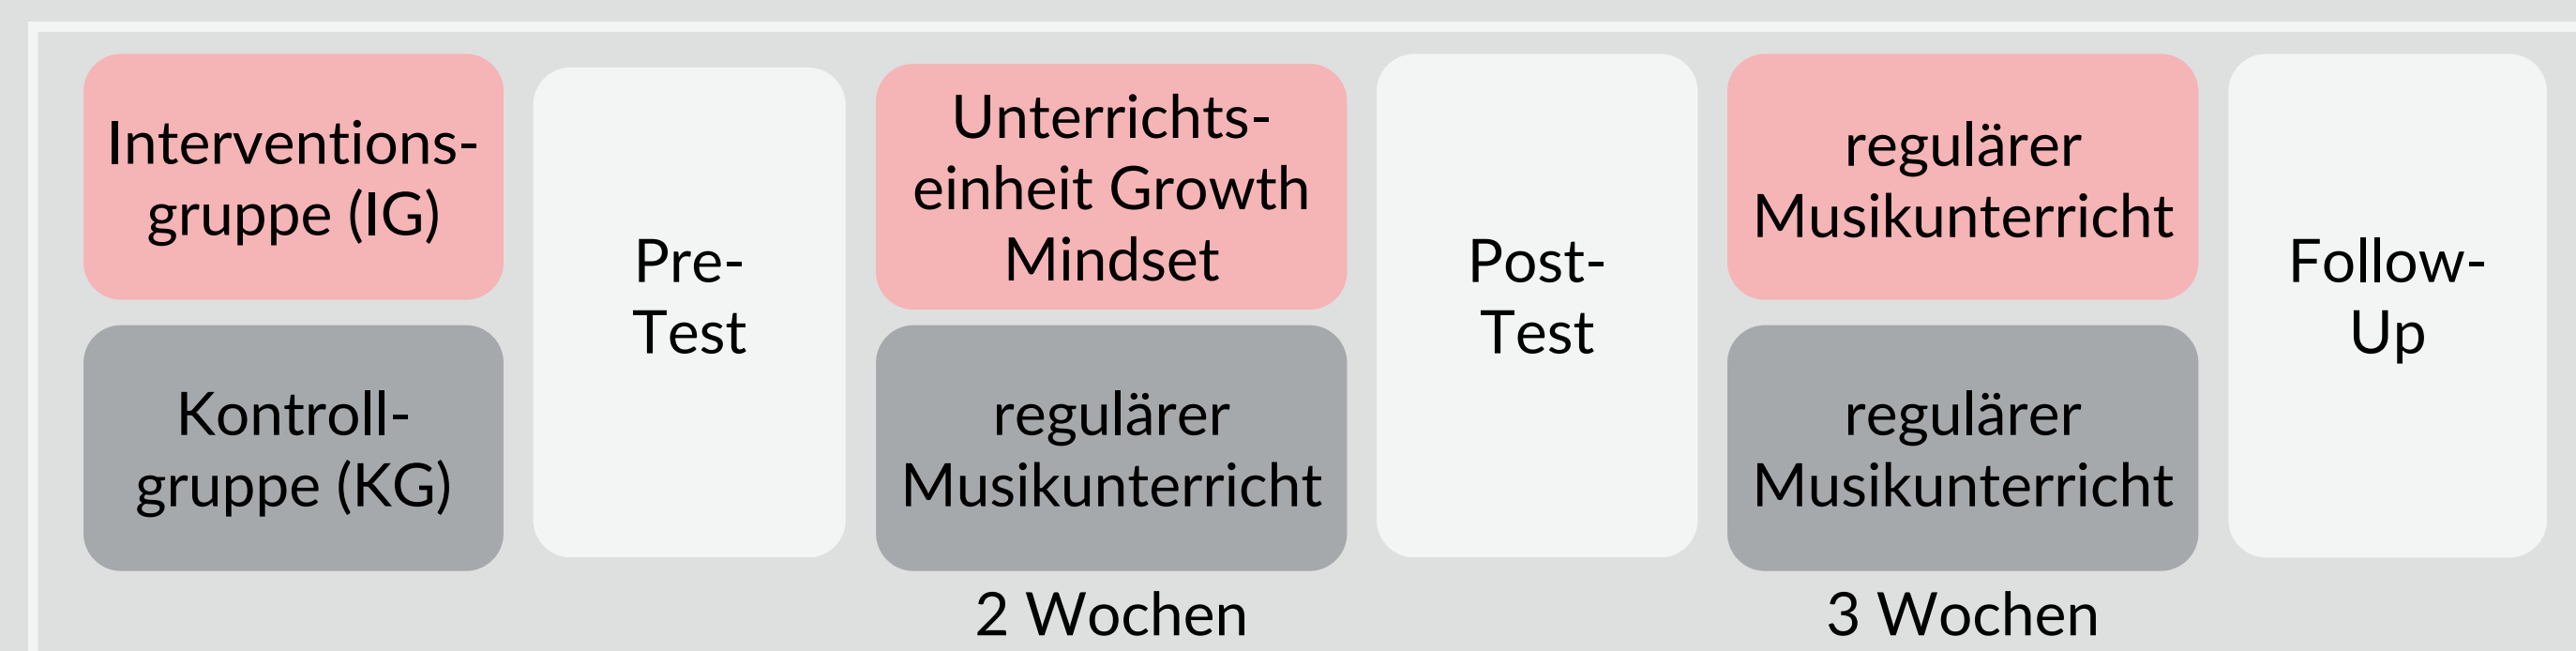 Interventions-
gruppe (IG)
Kontroll-
gruppe (KG)
Pre-
Test
Unterrichts-
einheit Growth
Mindset
regulärer
Musikunterricht
2 Wochen
Post-
Test
regulärer
Musikunterricht
regulärer
Musikunterricht
3 Wochen
Follow-
Up